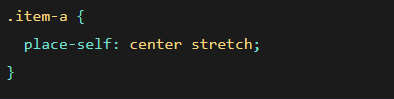 .item-a {
  place-self: center stretch;
}